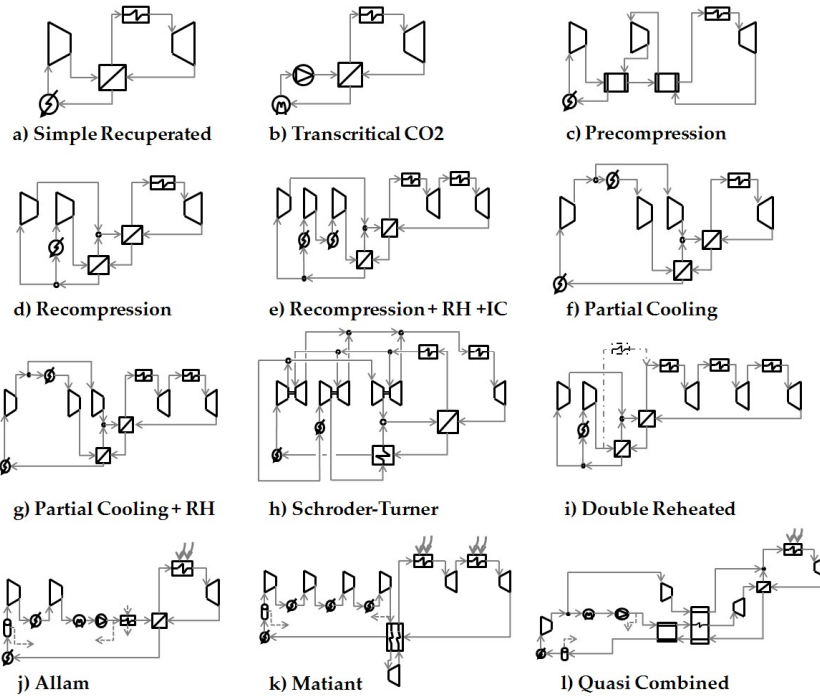 a) Simple Recuperated
b) Transcritical CO2
c) Precompression
d) Recompression
e) Recompression + RH +IC
f) Partial Cooling
g) Partial Cooling + RH
h) Schroder-Turner
i) Double Reheated
j) Allam
k) Matiant
l) Quasi Combined